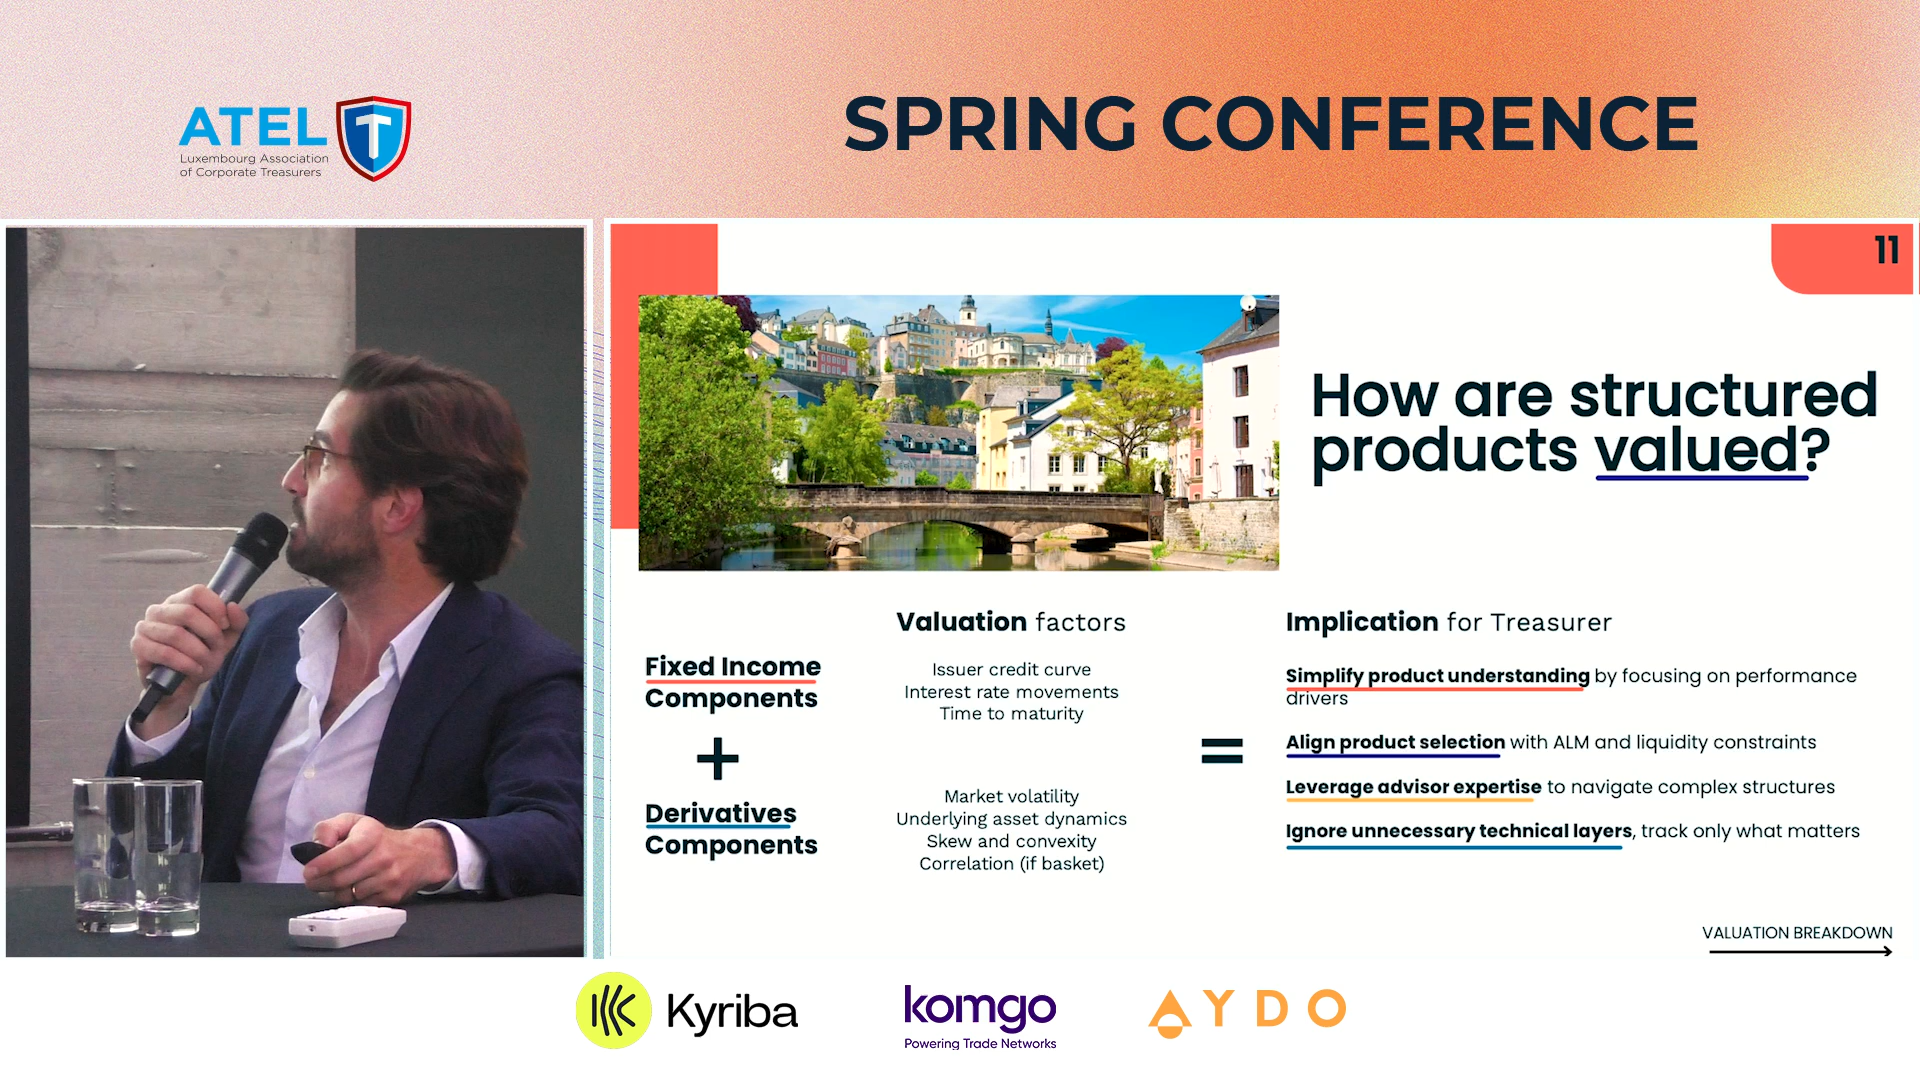 ATEL
Luxembourg Association
of Corporate Treasurers
T
SPRING CONFERENCE
11
How are structured
products valued?
Valuation factors
Implication for Treasurer
Fixed Income
Components
Issuer credit curve
Interest rate movements
Time to maturity
+
Derivatives
Components
Market volatility
Underlying asset dynamics
Skew and convexity
Correlation (if basket)
=
Simplify product understanding by focusing on performance
drivers
Align product selection with ALM and liquidity constraints
Leverage advisor expertise to navigate complex structures
Ignore unnecessary technical layers, track only what matters
VALUATION BREAKDOWN
Kyriba
komgo
Powering Trade Networks
AYDO